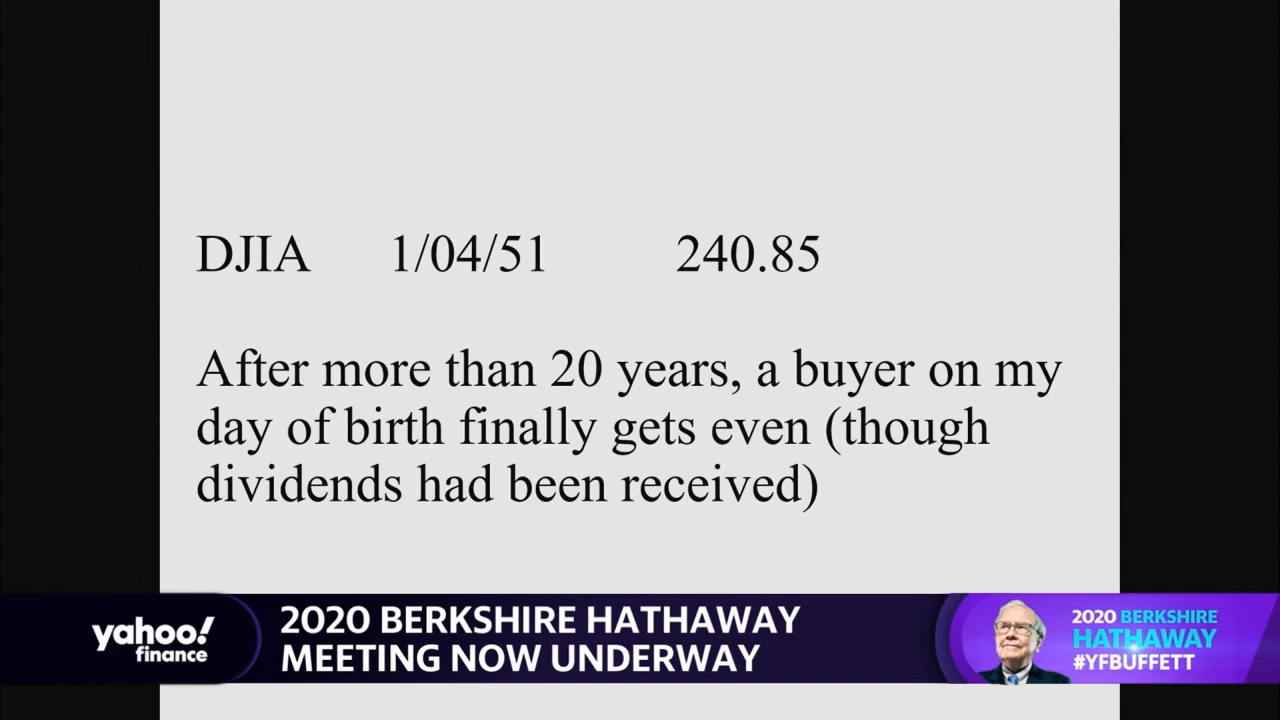 DJIA 1/04/51 240.85
After more than 20 years, a buyer on my
day of birth finally gets even (though
dividends had been received)
yahoo!
finance
2020 BERKSHIRE HATHAWAY
MEETING NOW UNDERWAY
2020 BERKSHIRE
HATHAWAY
#YFBUFFETT